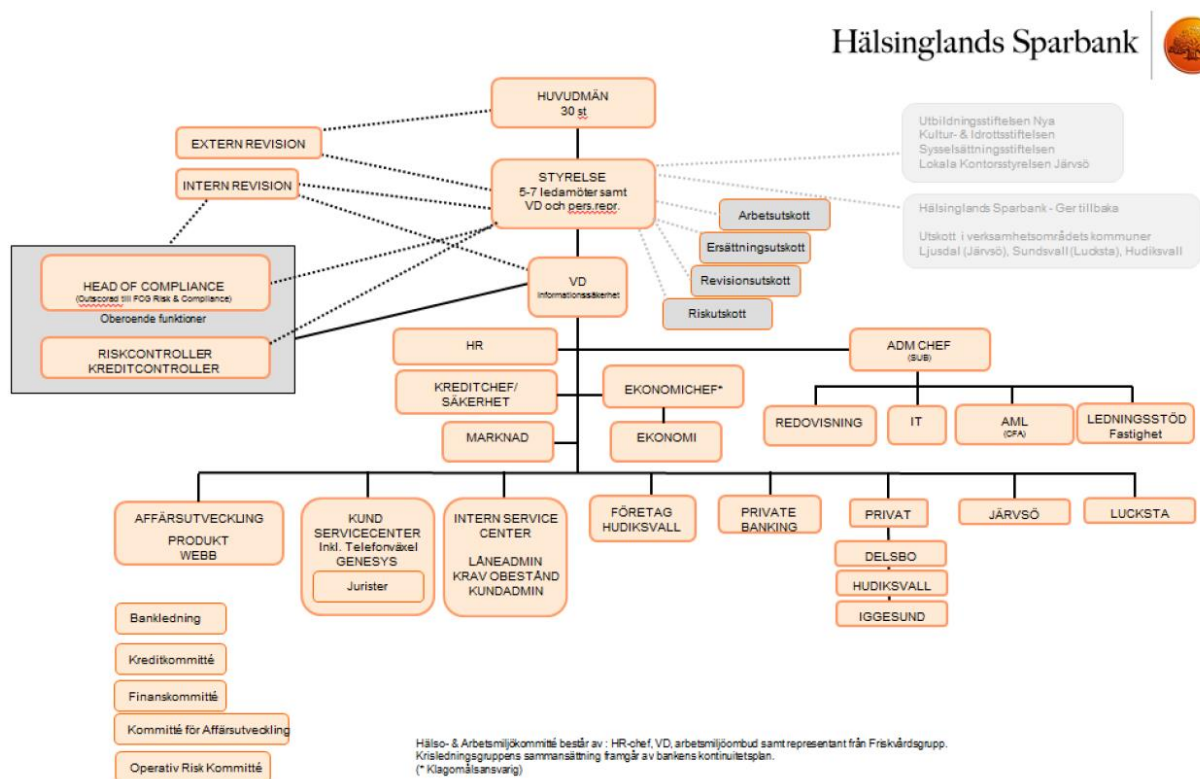 Hälsinglands Sparbank
HUVUDMÄN
30 st
EXTERN REVISION
INTERN REVISION
STYRELSE
5-7 ledamöter samt
VD och pers.repr.
Utbildningsstiftelsen Nya
Kultur- & Idrottsstiftelsen
Sysselsättningsstiftelsen
Lokala Kontorsstyrelsen Järvsö
Hälsinglands Sparbank - Ger tillbaka
Utskott i verksamhetsområdets kommuner
Ljusdal (Järvsö), Sundsvall (Lucksta), Hudiksvall
Arbetsutskott
Ersättningsutskott
Revisionsutskott
Riskutskott
HEAD OF COMPLIANCE
(Outscorad till FCG Risk & Compliance)
Oberoende funktioner
RISKCONTROLLER
KREDITCONTROLLER
VD
Informationssäkerhet
HR
ADM CHEF
(SUB)
KREDITCHEF/
SÄKERHET
EKONOMICHEF*
MARKNAD
EKONOMI
REDOVISNING
IT
AML
(CFA)
LEDNINGSSTÖD
Fastighet
AFFÄRSUTVECKLING
PRODUKT
WEBB
KUND
SERVICECENTER
Inkl. Telefonväxel
GENESYS
Jurister
INTERN SERVICE
CENTER
LÅNEADMIN
KRAV OBESTÅND
KUNDADMIN
FÖRETAG
HUDIKSVALL
PRIVATE
BANKING
PRIVAT
DELSBO
HUDIKSVALL
IGGESUND
JÄRVSÖ
LUCKSTA
Bankledning
Kreditkommitté
Finanskommitté
Kommitté för Affärsutveckling
Operativ Risk Kommitté
Hälso- & Arbetsmiljökommitté består av : HR-chef, VD, arbetsmiljöombud samt representant från Friskvårdsgrupp.
Krisledningsgruppens sammansättning framgår av bankens kontinuitetsplan.
(* Klagomålsansvarig)